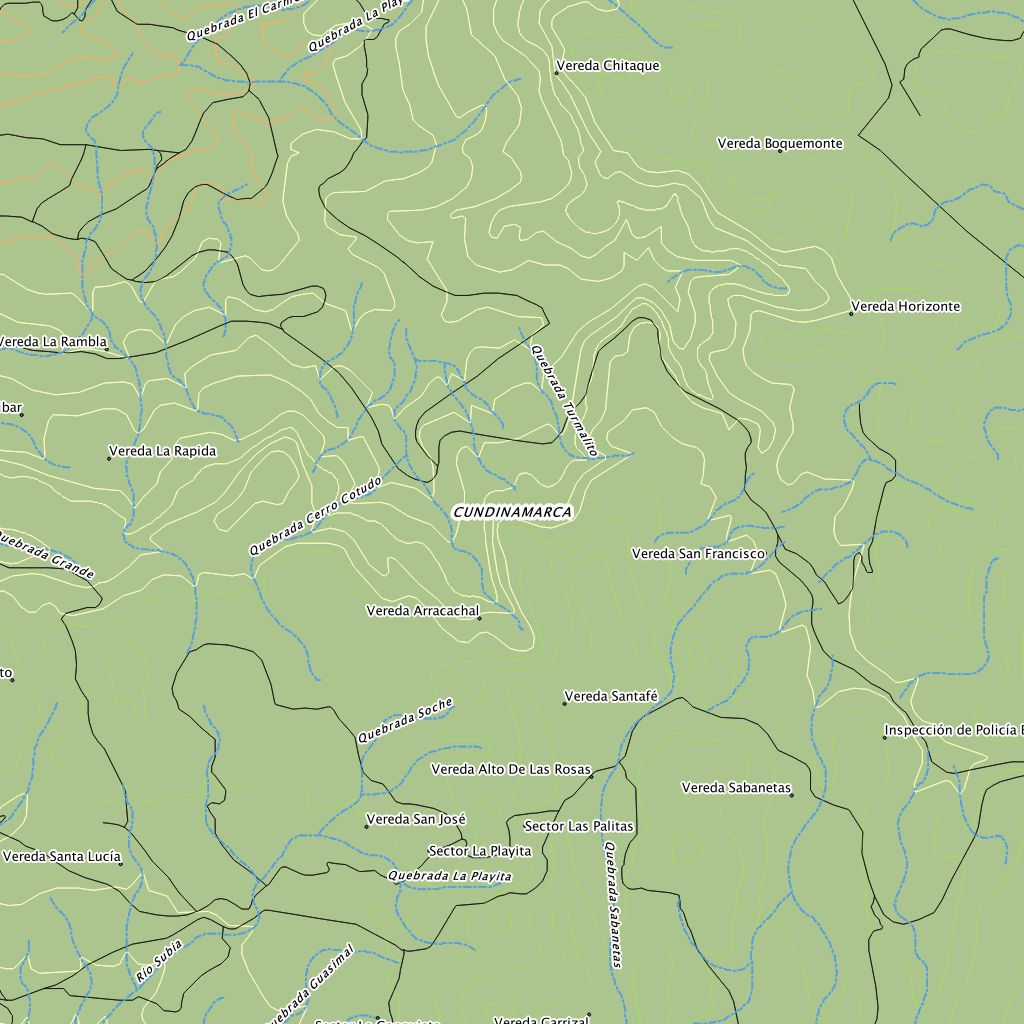 Quebrada El Carme
Quebrada La Play
Vereda Chitaque
Vereda Boquemonte
Vereda Horizonte
Vereda La Rambla
Quebrada Turmalito
ibar
Vereda La Rapida
Quebrada Cerro Cotudo
CUNDINAMARCA
Quebrada Grande
Vereda San Francisco
Vereda Arracachal
to
Vereda Santafé
Quebrada Soche
Inspección de Policía E
Vereda Alto De Las Rosas
Vereda Sabanetas
Vereda San José
Sector Las Palitas
Sector La Playita
Vereda Santa Lucía
Quebrada La Playita
Quebrada Sabanetas
Río Subia
Quebrada Guasimal
Vereda Carrizal